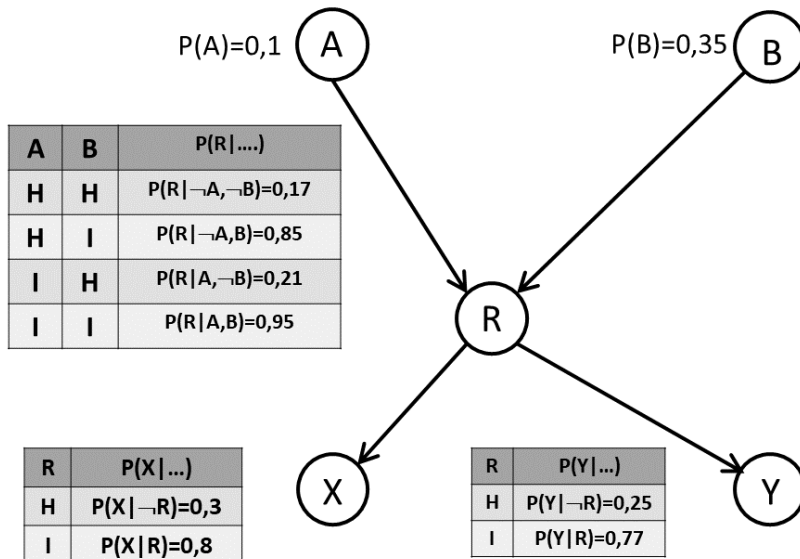 P(A)=0,1
A
P(B)=0,35
B
A B P(R|....)
H H P(R|¬A,¬B)=0,17
H I P(R|¬A,B)=0,85
I H P(R|A,¬B)=0,21
I I P(R|A,B)=0,95
R
R P(X|...)
H P(X|¬R)=0,3
I P(X|R)=0,8
X
R P(Y|...)
H P(Y|¬R)=0,25
I P(Y|R)=0,77
Y